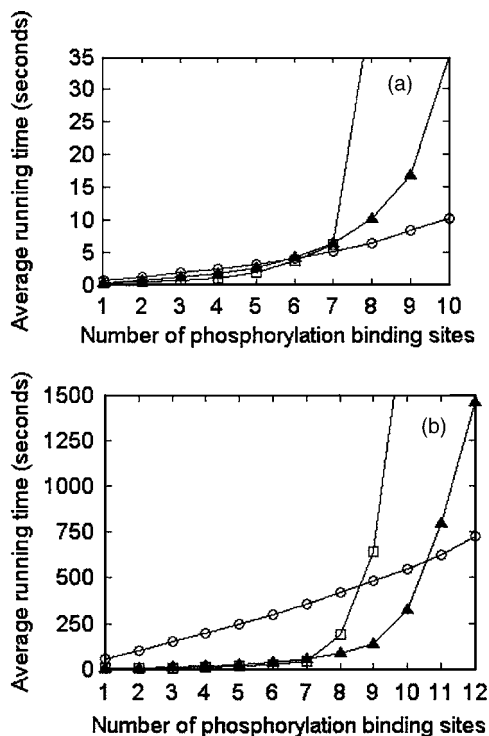 Average running time (seconds)
35
30
25
20
15
10
5
0
(a)
1 2 3 4 5 6 7 8 9 10
Number of phosphorylation binding sites
Average running time (seconds)
1500
1250
1000
750
500
250
0
(b)
1 2 3 4 5 6 7 8 9 10 11 12
Number of phosphorylation binding sites